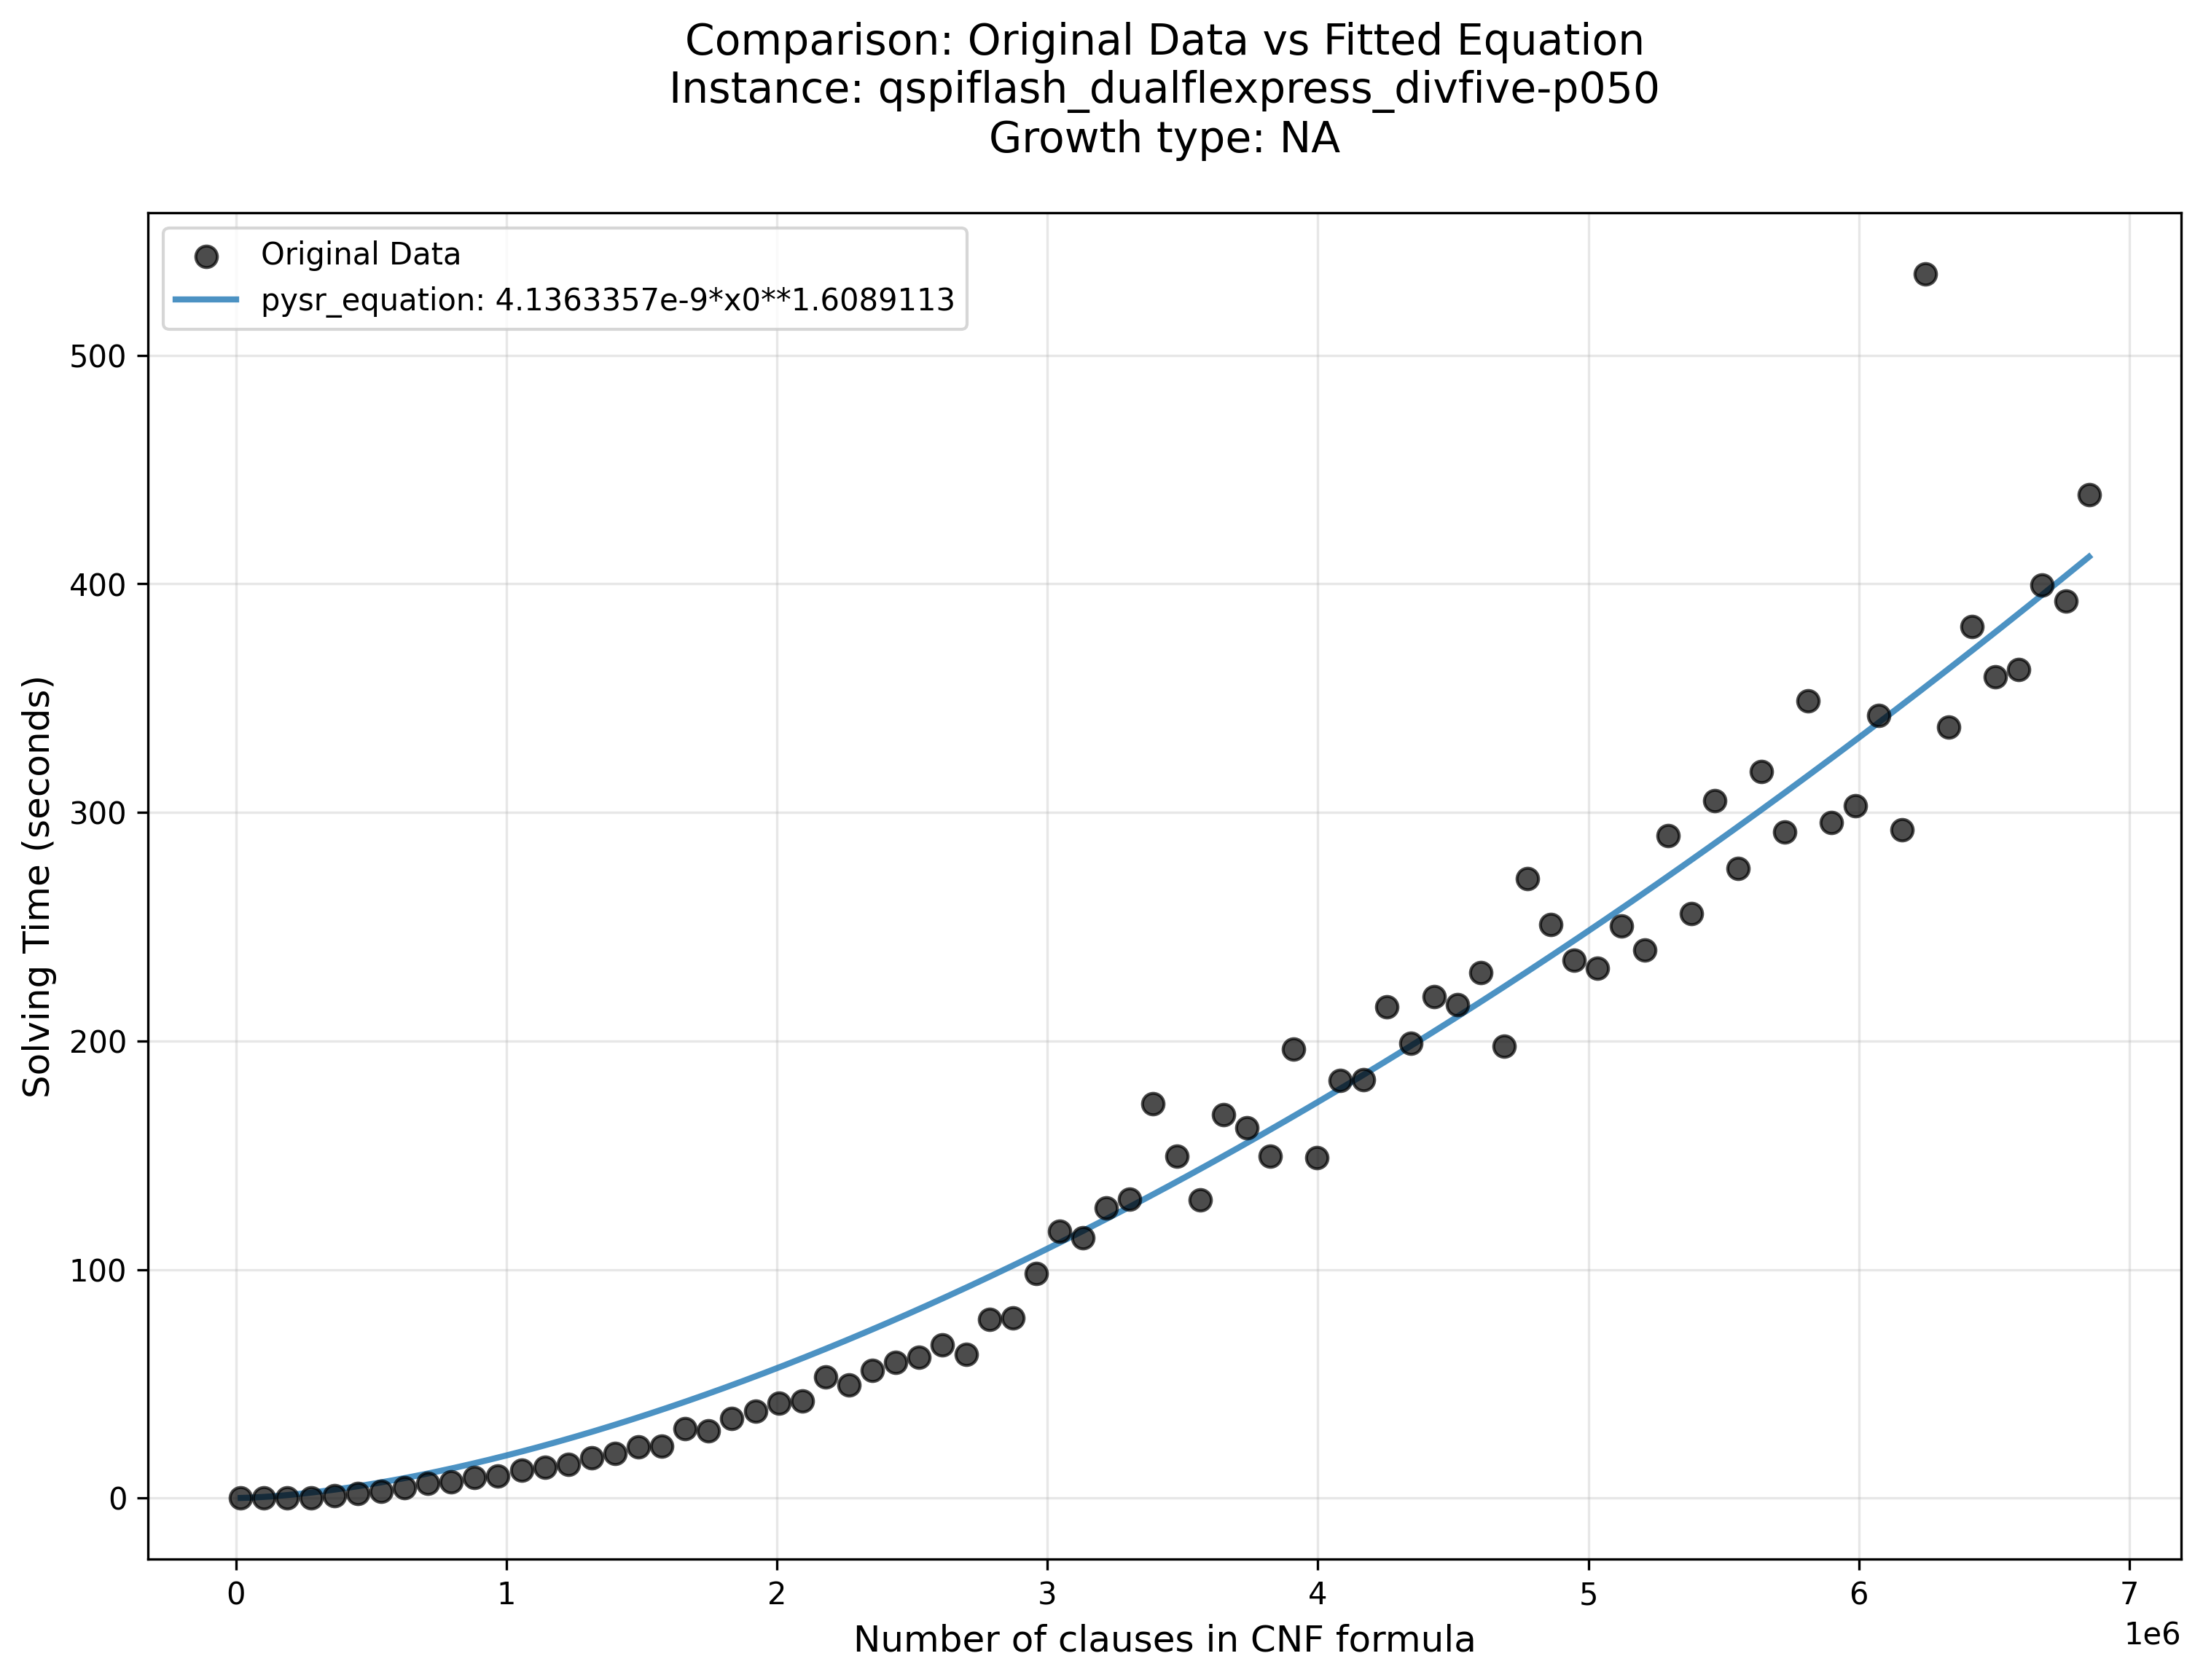 Comparison: Original Data vs Fitted Equation
Instance: qspiflash_dualflexpress_divfive-p050
Growth type: NA
Original Data
pysr_equation: 4.1363357e-9*x0**1.6089113
Solving Time (seconds)
500
400
300
200
100
0
0 1 2 3 4 5 6 7
1e6
Number of clauses in CNF formula